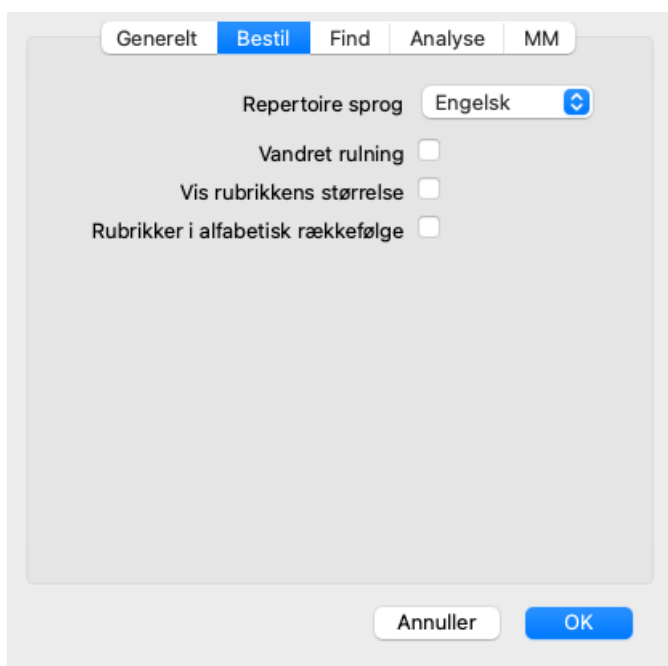 Generelt Bestil Find Analyse MM
Repertoire sprog Engelsk
Vandret rulning
Vis rubrikkens størrelse
Rubrikker i alfabetisk rækkefølge
Annuller OK